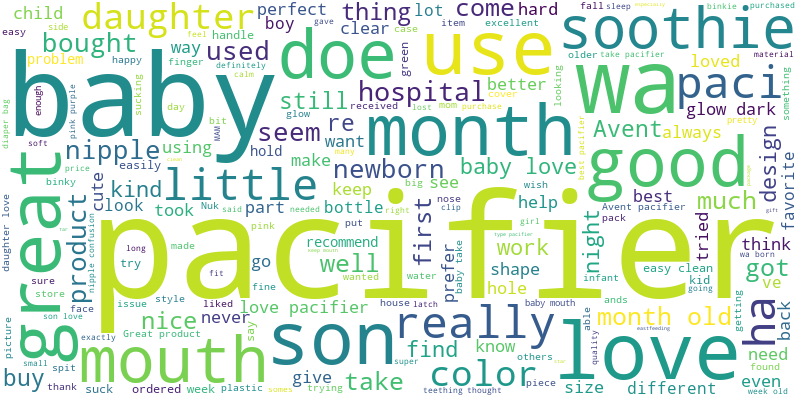 pacifier
baby
love
great
use
month
son
wa
good
mouth
doe
little
really
soothie
ha
daughter
paci
color
thing
come
hard
perfect
boy
lot
clear
case
excellent
item
gave
feel
handle
definitely
calm
finger
way
used
bought
child
easy
side
problem
happy
sucking
day
fall
sleep
binkie
purchased
especially
older
take pacifier
material
loved
cover
looking
green
better
mom
purchase
lost
received
hospital
still
glow
glow dark
something
pretty
best pacifier
Avent
always
design
favorite
much
best
tried
think
pack
Avent pacifier
diaper bag
soft
enough
pink purple
seem
re
want
MAM
bit
hold
make
using
nipple
easily
price
binky
cute
kind
look
product
daughter love
nipple confusion
newborn
baby love
keep
big
see
wish
help
nose
clip
girl
first
prefer
baby take
bottle
part
took
Nuk
said
needed
right
pink
put
recommend
work
shape
type pacifier
hole
water
well
go
made
long
try
sure
store
face
issue
style
fit
fine
wanted
house
latch
baby mouth
liked
love pacifier
never
nice
Great product
son love
exactly
picture
small
spit
say
super
find
know
others
able
quality
night
infant
ands
easy clean
kid
going
got
ve
wa born
gift
back
month old
getting
need
found
even
week old
different
size
breastfeeding
piece
teething thought
take
give
trying
plastic
week
ordered
suck
thank
buy